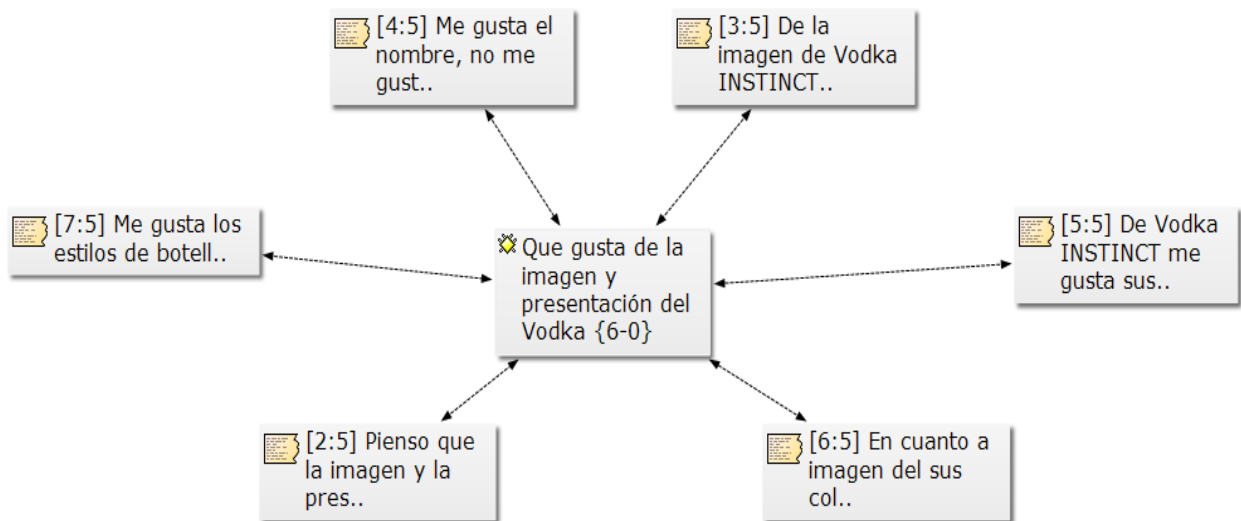 [4:5] Me gusta el
nombre, no me
gust..
[3:5] De la
imagen de Vodka
INSTINCT..
[7:5] Me gusta los
estilos de botell..
Que gusta de la
imagen y
presentación del
Vodka {6-0}
[5:5] De Vodka
INSTINCT me
gusta sus..
[2:5] Pienso que
la imagen y la
pres..
[6:5] En cuanto a
imagen del sus
col..